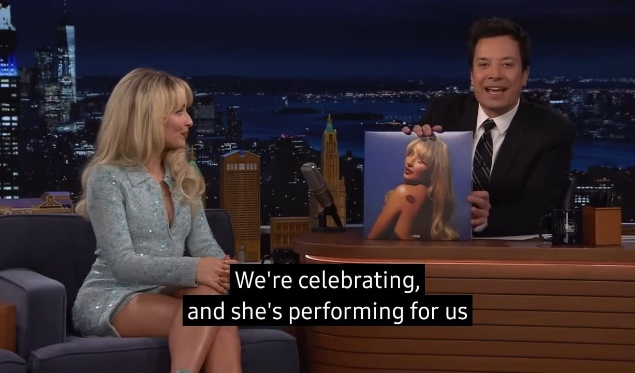 We're celebrating,
and she's performing for us